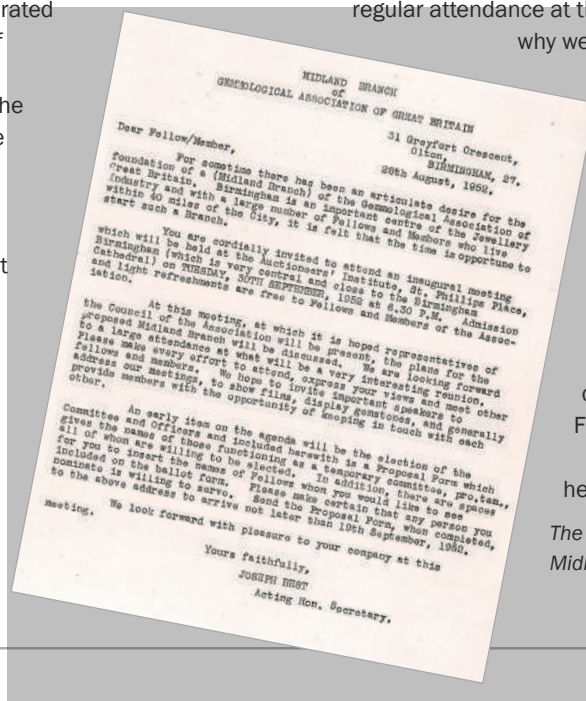 rated
regular attendance at th
f
why we
he
e
t
MIDLAND BRANCH
of
GEMMOLOGICAL ASSOCIATION OF GREAT BRITAIN
31 Greyfort Crescent,
Olton,
BIRMINGHAM, 27.
28th August, 1952.
Dear Fellow/Member,
For sometime there has been an articulate desire for the
foundation of a (Midland Branch) of the Gemmological Association of
Great Britain. Birmingham is an important centre of the Jewellery
Industry and with a large number of Fellows and Members who live
within 40 miles of the City, it is felt that the time is opportune to
start such a Branch.
You are cordially invited to attend an inaugural meeting
which will be held at the Auctioneers' Institute, St. Phillips Place,
Birmingham (which is very central and close to the Birmingham
Cathedral) on TUESDAY, 30TH SEPTEMBER, 1952 at 6.30 P.M. Admission
and light refreshments are free to Fellows and Members of the Assoc-
iation.
At this meeting, at which it is hoped representatives of
the Council of the Association will be present, the plans for the
proposed Midland Branch will be discussed. We are looking forward
to a large attendance at what will be a very interesting reunion.
Please make every effort to attend, express your views and meet other
fellows and members. We hope to invite important speakers to
address our meetings, to show films, display gemstones, and generally
provide members with the opportunity of keeping in touch with each
other.
An early item on the agenda will be the election of the
Committee and Officers and included herewith is a Proposal Form which
gives the names of those functioning as a temporary committee, pro.tem.,
all of whom are willing to be elected. In addition, there are spaces
for you to insert the names of Fellows whom you would like to see
included on the ballot form. Please make certain that any person you
nominate is willing to serve. Send the Proposal Form, when completed,
to the above address to arrive not later than 19th September, 1952.
We look forward with pleasure to your company at this
meeting.
Yours faithfully,
JOSEPH BEST
Acting Hon. Secretary.
F
he
The
Midl